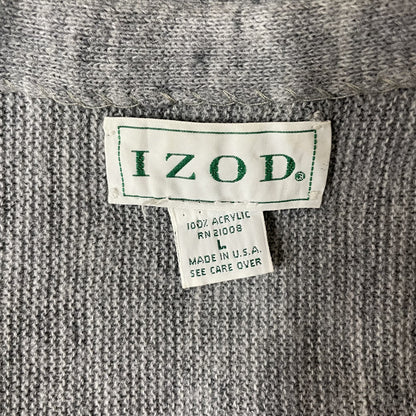 IZOD®
100% ACRYLIC
RN 21008
L
MADE IN U.S.A.
SEE CARE OVER